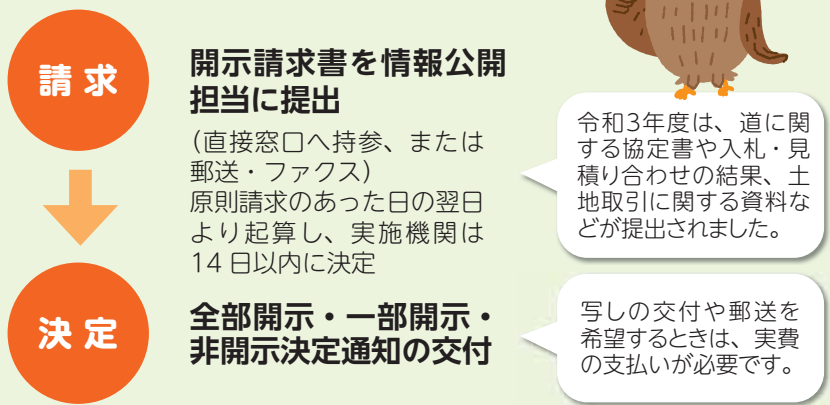 請求
開示請求書を情報公開
担当に提出
(直接窓口へ持参、または
郵送・ファクス)
原則請求のあった日の翌日
より起算し、実施機関は
14日以内に決定
令和3年度は、道に関
する協定書や入札・見
積り合わせの結果、土
地取引に関する資料な
どが提出されました。
決定
全部開示・一部開示・
非開示決定通知の交付
写しの交付や郵送を
希望するときは、実費
の支払いが必要です。